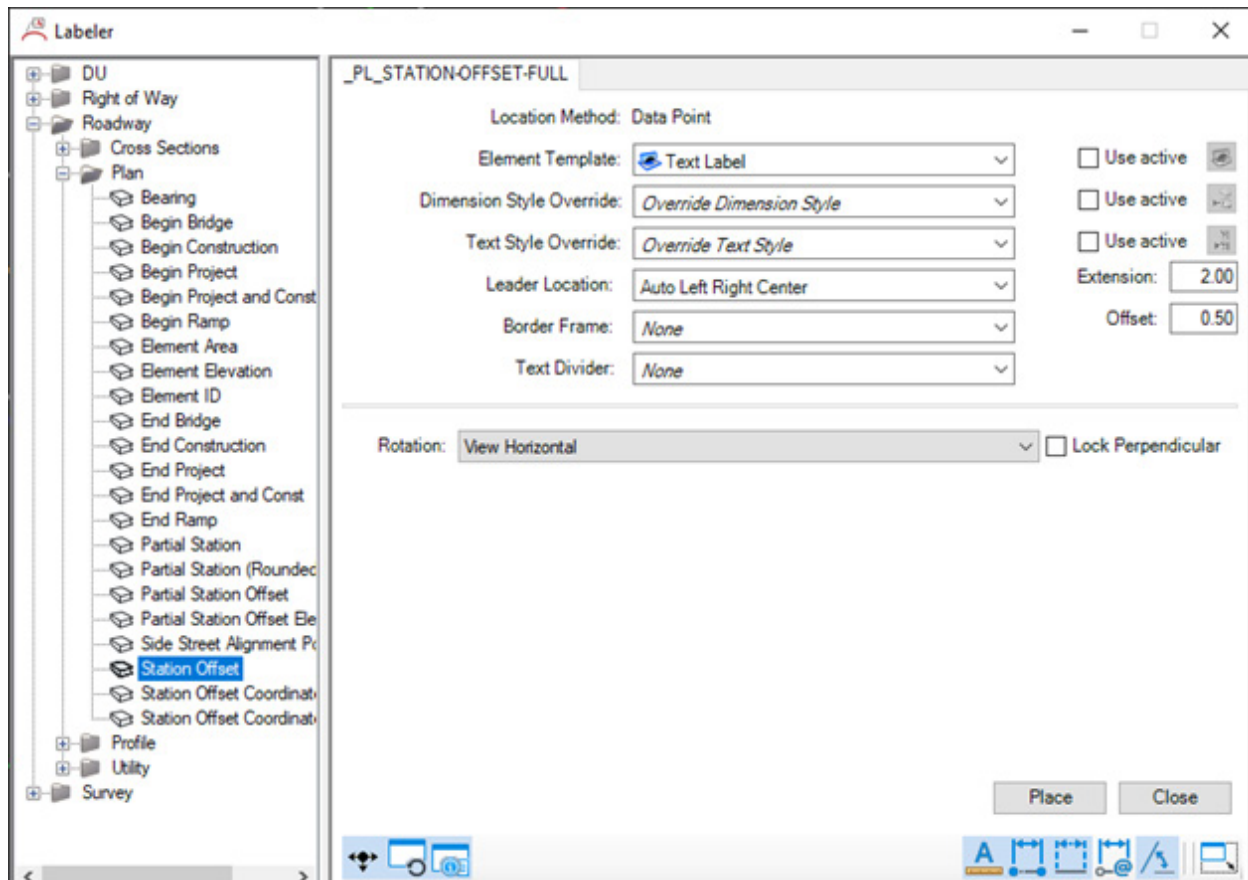 Labeler
DU
Right of Way
Roadway
Cross Sections
Plan
Bearing
Begin Bridge
Begin Construction
Begin Project
Begin Project and Const
Begin Ramp
Element Area
Element Elevation
Element ID
End Bridge
End Construction
End Project
End Project and Const
End Ramp
Partial Station
Partial Station (Rounded
Partial Station Offset
Partial Station Offset Ele
Side Street Alignment Po
Station Offset
Station Offset Coordinat
Station Offset Coordinat
Profile
Utility
Survey
_PL_STATION-OFFSET-FULL
Location Method: Data Point
Element Template: Text Label Use active
Dimension Style Override: Override Dimension Style Use active
Text Style Override: Override Text Style Use active
Leader Location: Auto Left Right Center Extension: 2.00
Border Frame: None Offset: 0.50
Text Divider: None
Rotation: View Horizontal Lock Perpendicular
Place Close